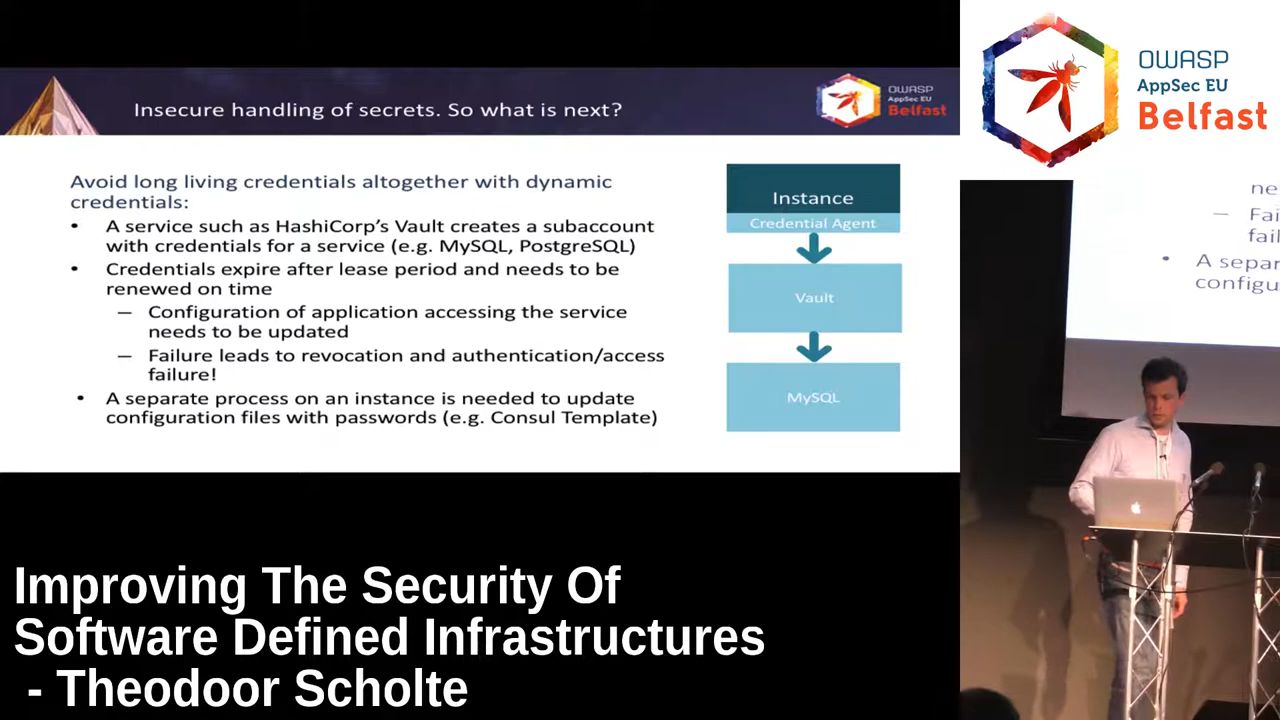 Insecure handling of secrets. So what is next?
OWASP
AppSec EU
Belfast
Avoid long living credentials altogether with dynamic
credentials:
• A service such as HashiCorp's Vault creates a subaccount
with credentials for a service (e.g. MySQL, PostgreSQL)
• Credentials expire after lease period and needs to be
renewed on time
– Configuration of application accessing the service
needs to be updated
– Failure leads to revocation and authentication/access
failure!
• A separate process on an instance is needed to update
configuration files with passwords (e.g. Consul Template)
Instance
Credential Agent
Vault
MySQL
OWASP
AppSec EU
Belfast
ne
– Fai
fail
• A separ
configu
Improving The Security Of
Software Defined Infrastructures
- Theodoor Scholte